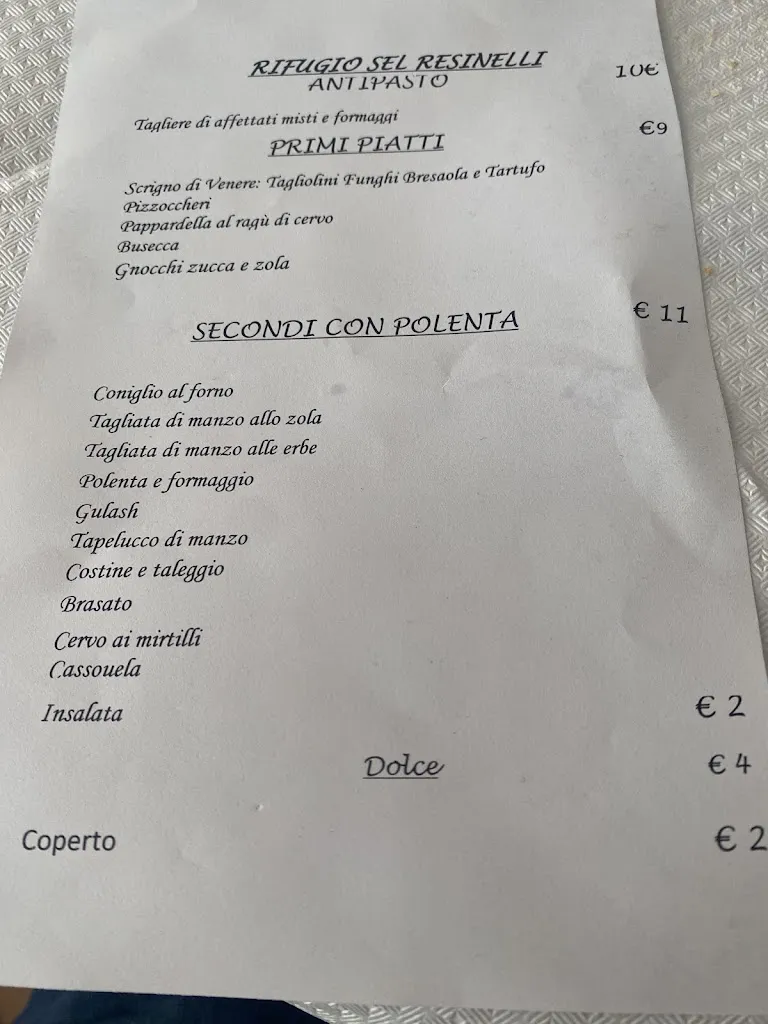 RIFUGIO SEL RESINELLI
ANTIPASTO 10€
Tagliere di affettati misti e formaggi
PRIMI PIATTI €9
Scrigno di Venere: Tagliolini Funghi Bresaola e Tartufo
Pizzoccheri
Pappardella al ragù di cervo
Busecca
Gnocchi zucca e zola
SECONDI CON POLENTA € 11
Coniglio al forno
Tagliata di manzo allo zola
Tagliata di manzo alle erbe
Polenta e formaggio
Gulash
Tapelucco di manzo
Costine e taleggio
Brasato
Cervo ai mirtilli
Cassouela
Insalata € 2
Dolce € 4
Coperto € 2